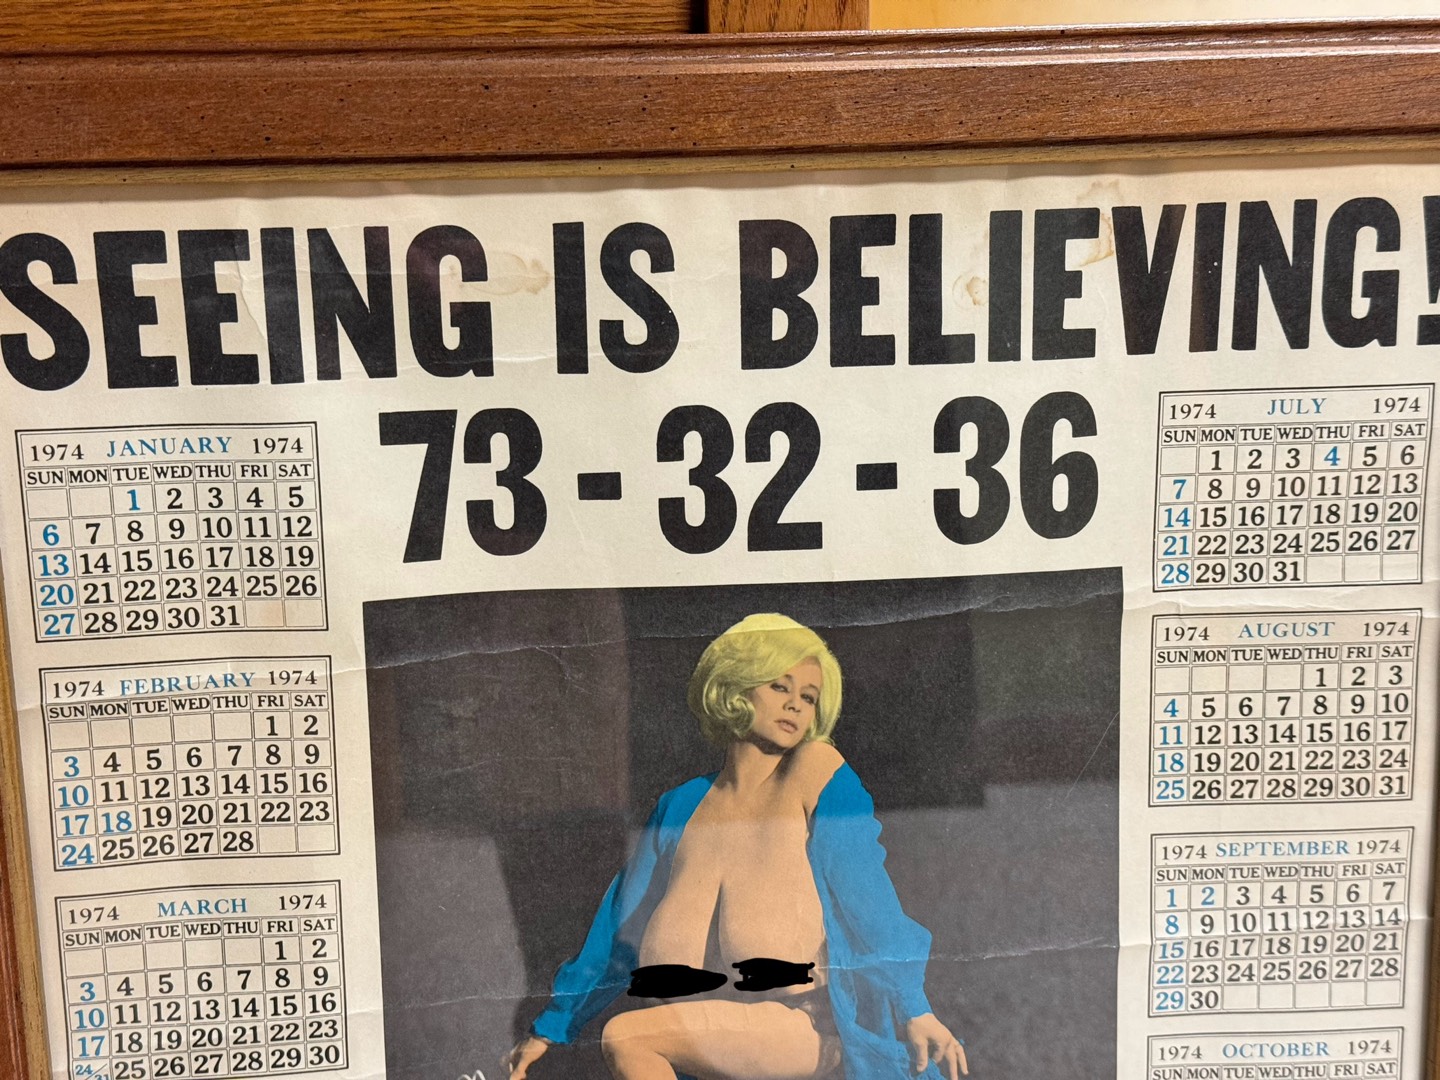 SEEING IS BELIEVING!
73-32-36
1974 JANUARY 1974
SUN MON TUE WED THU FRI SAT
1 2 3 4 5
6 7 8 9 10 11 12
13 14 15 16 17 18 19
20 21 22 23 24 25 26
27 28 29 30 31
1974 FEBRUARY 1974
SUN MON TUE WED THU FRI SAT
1 2
3 4 5 6 7 8 9
10 11 12 13 14 15 16
17 18 19 20 21 22 23
24 25 26 27 28
1974 MARCH 1974
SUN MON TUE WED THU FRI SAT
1 2
3 4 5 6 7 8 9
10 11 12 13 14 15 16
17 18 19 20 21 22 23
24/31 25 26 27 28 29 30
1974 JULY 1974
SUN MON TUE WED THU FRI SAT
1 2 3 4 5 6
7 8 9 10 11 12 13
14 15 16 17 18 19 20
21 22 23 24 25 26 27
28 29 30 31
1974 AUGUST 1974
SUN MON TUE WED THU FRI SAT
1 2 3
4 5 6 7 8 9 10
11 12 13 14 15 16 17
18 19 20 21 22 23 24
25 26 27 28 29 30 31
1974 SEPTEMBER 1974
SUN MON TUE WED THU FRI SAT
1 2 3 4 5 6 7
8 9 10 11 12 13 14
15 16 17 18 19 20 21
22 23 24 25 26 27 28
29 30
1974 OCTOBER 1974
SUN MON TUE WED THU FRI SAT